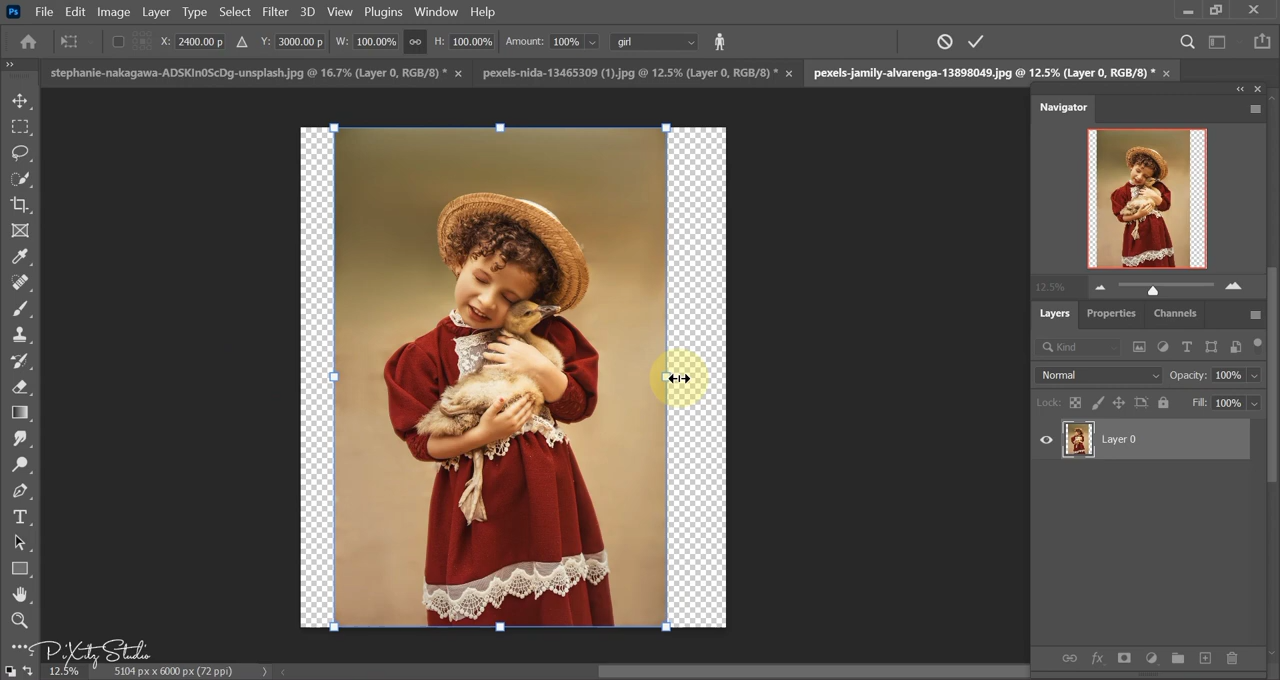 Ps File Edit Image Layer Type Select Filter 3D View Plugins Window Help
X: 2400.00 p Y: 3000.00 p W: 100.00% H: 100.00% Amount: 100% girl
stephanie-nakagawa-ADSKIn0ScDg-unsplash.jpg @ 16.7% (Layer 0, RGB/8) * × pexels-nida-13465309 (1).jpg @ 12.5% (Layer 0, RGB/8) * × pexels-jamily-alvarenga-13898049.jpg @ 12.5% (Layer 0, RGB/8) * ×
Navigator
12.5%
Layers Properties Channels
Kind
Normal Opacity: 100%
Lock: Fill: 100%
Layer 0
fx
PiXitz Studio
12.5% 5104 px x 6000 px (72 ppi)